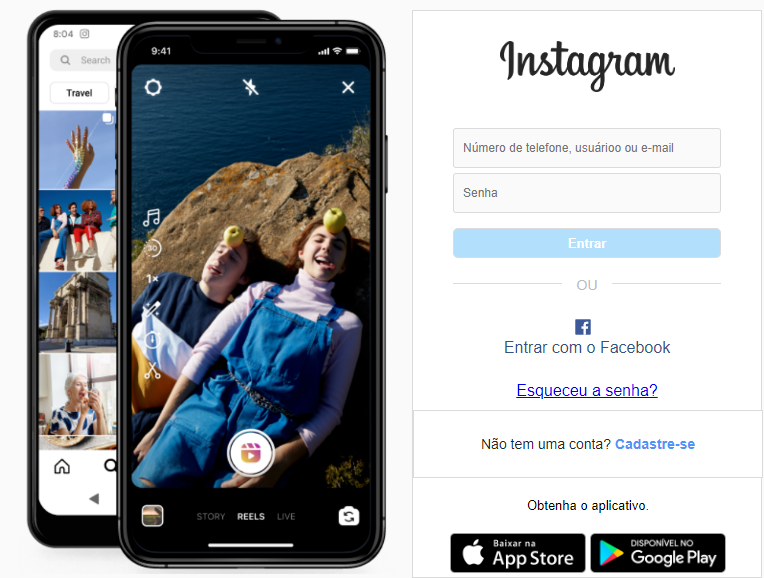 8:04
Search
Travel
9:41
30
1x
STORY REELS LIVE
Instagram
Número de telefone, usuárioo ou e-mail
Senha
Entrar
OU
Entrar com o Facebook
Esqueceu a senha?
Não tem uma conta? Cadastre-se
Obtenha o aplicativo.
Baixar na
App Store
DISPONÍVEL NO
Google Play